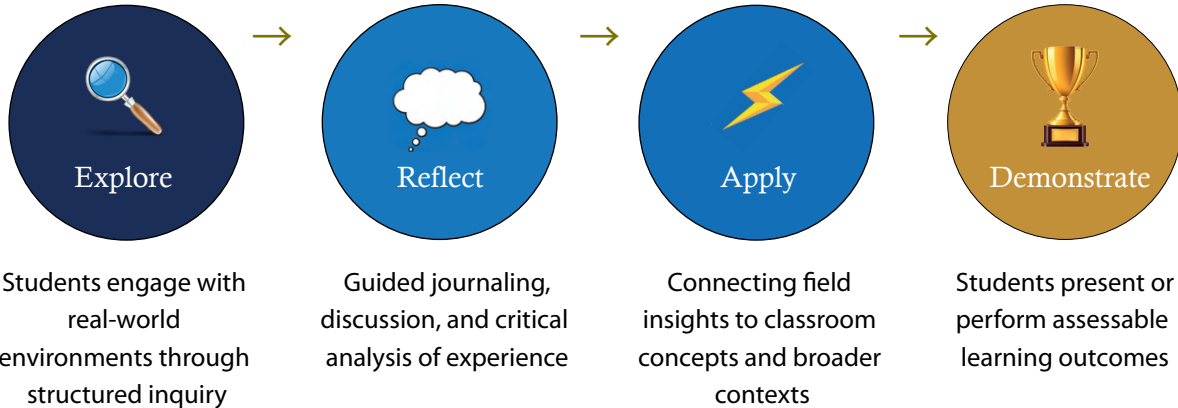 Explore
Students engage with
real-world
environments through
structured inquiry
Reflect
Guided journaling,
discussion, and critical
analysis of experience
Apply
Connecting field
insights to classroom
concepts and broader
contexts
Demonstrate
Students present or
perform assessable
learning outcomes